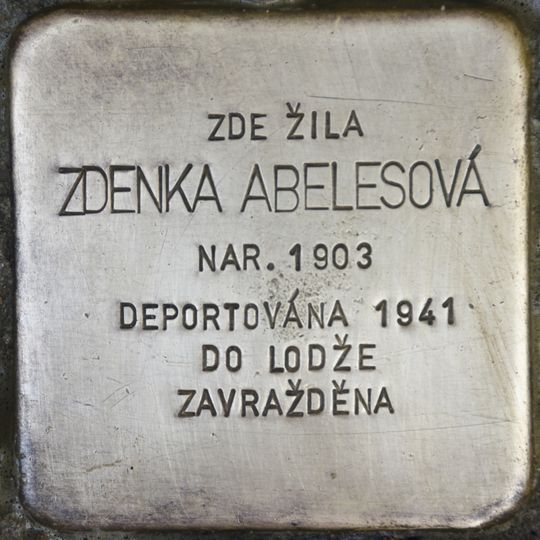 ZDE ŽILA
ZDENKA ABELESOVÁ
NAR. 1903
DEPORTOVÁNA 1941
DO LODŽE
ZAVRAŽDĚNA